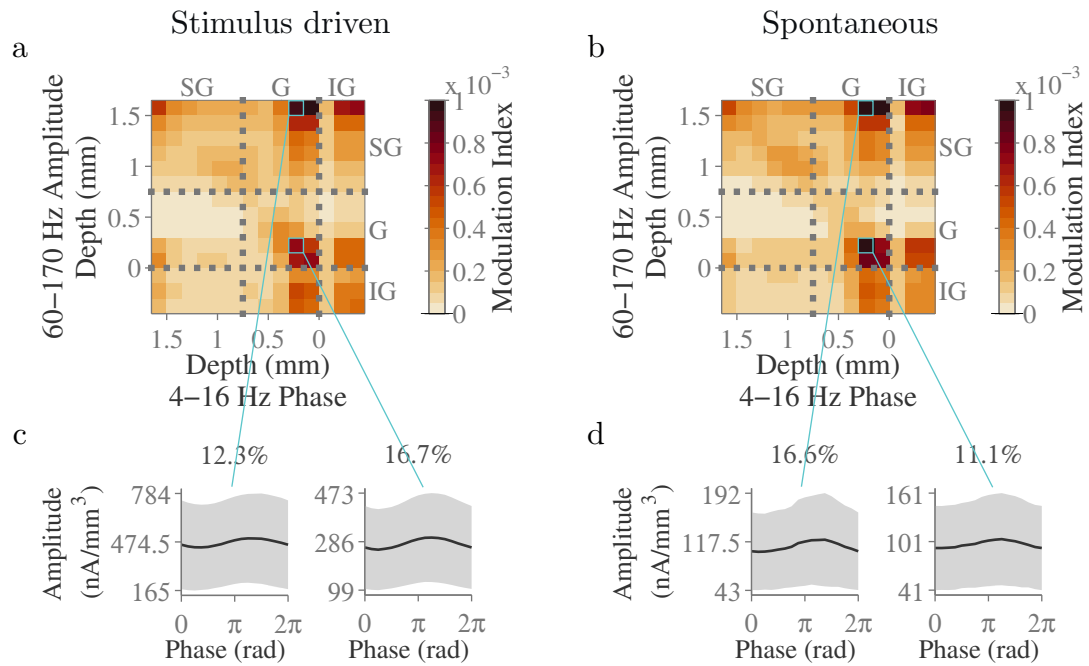 Stimulus driven
Spontaneous
a
b
SG G IG
x 10⁻³
SG G IG
x 10⁻³
60−170 Hz Amplitude
Depth (mm)
1.5
1
0.5
0
SG
G
IG
1
0.8
0.6
0.4
0.2
0
Modulation Index
60−170 Hz Amplitude
Depth (mm)
1.5
1
0.5
0
SG
G
IG
1
0.8
0.6
0.4
0.2
0
Modulation Index
1.5 1 0.5 0
Depth (mm)
4−16 Hz Phase
1.5 1 0.5 0
Depth (mm)
4−16 Hz Phase
c
d
12.3%
16.7%
16.6%
11.1%
Amplitude
(nA/mm³)
784
474.5
165
0 π 2π
Phase (rad)
473
286
99
0 π 2π
Phase (rad)
Amplitude
(nA/mm³)
192
117.5
43
0 π 2π
Phase (rad)
161
101
41
0 π 2π
Phase (rad)